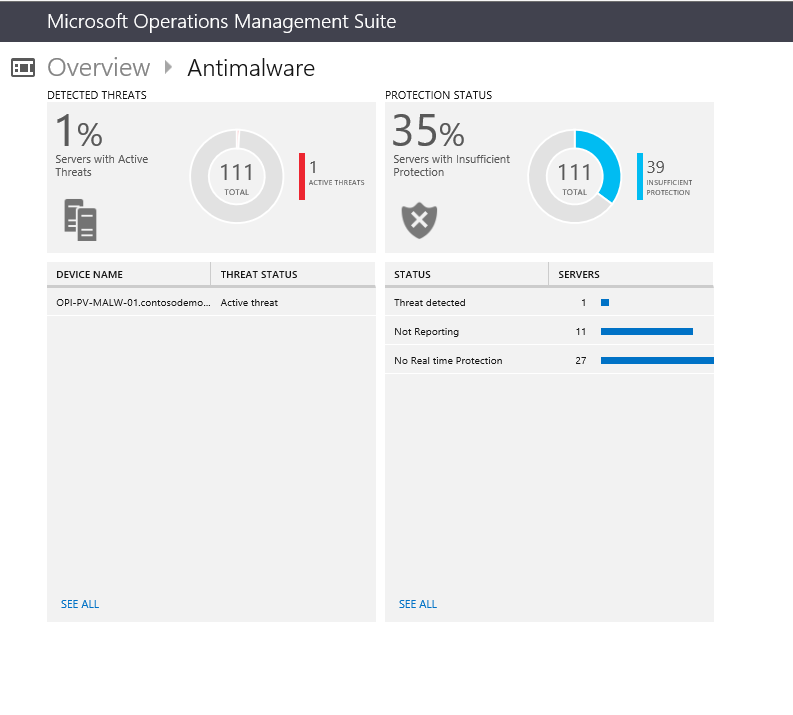 Microsoft Operations Management Suite
Overview Antimalware
DETECTED THREATS
1%
Servers with Active
Threats
111
TOTAL
1
ACTIVE THREATS
PROTECTION STATUS
35%
Servers with Insufficient
Protection
111
TOTAL
39
INSUFFICIENT
PROTECTION
DEVICE NAME THREAT STATUS
OPI-PV-MALW-01.contosodemo... Active threat
SEE ALL
STATUS SERVERS
Threat detected 1
Not Reporting 11
No Real time Protection 27
SEE ALL